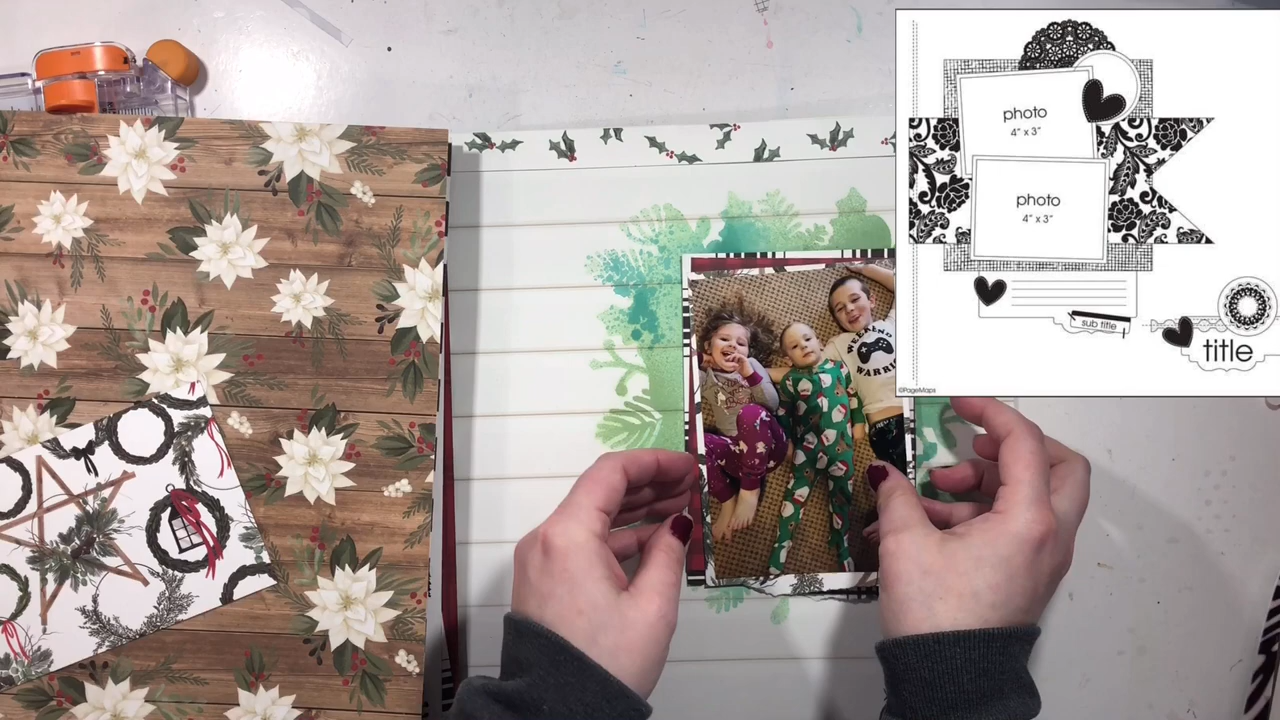 photo
4" x 3"
photo
4" x 3"
sub title
title
©PageMaps
WEEKEND
WARRI